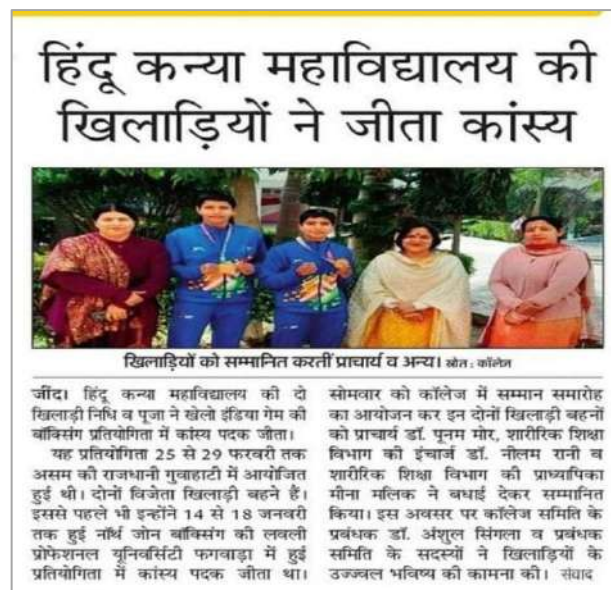 हिंदू कन्या महाविद्यालय की
खिलाड़ियों ने जीता कांस्य
खिलाड़ियों को सम्मानित करतीं प्राचार्य व अन्य। स्रोत : कॉलेज
जींद। हिंदू कन्या महाविद्यालय की दो
खिलाड़ी निधि व पूजा ने खेलो इंडिया गेम की
बॉक्सिंग प्रतियोगिता में कांस्य पदक जीता।
यह प्रतियोगिता 25 से 29 फरवरी तक
असम की राजधानी गुवाहाटी में आयोजित
हुई थी। दोनों विजेता खिलाड़ी बहने हैं।
इससे पहले भी इन्होंने 14 से 18 जनवरी
तक हुई नॉर्थ जोन बॉक्सिंग की लवली
प्रोफेशनल यूनिवर्सिटी फगवाड़ा में हुई
प्रतियोगिता में कांस्य पदक जीता था।
सोमवार को कॉलेज में सम्मान समारोह
का आयोजन कर इन दोनों खिलाड़ी बहनों
को प्राचार्य डॉ. पूनम मोर, शारीरिक शिक्षा
विभाग की इंचार्ज डॉ. नीलम रानी व
शारीरिक शिक्षा विभाग की प्राध्यापिका
मीना मलिक ने बधाई देकर सम्मानित
किया। इस अवसर पर कॉलेज समिति के
प्रबंधक डॉ. अंशुल सिंगला व प्रबंधक
समिति के सदस्यों ने खिलाड़ियों के
उज्ज्वल भविष्य की कामना की। संवाद